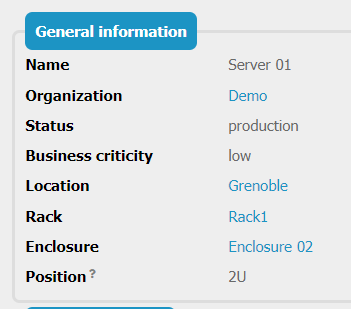 General information
Name Server 01
Organization Demo
Status production
Business criticity low
Location Grenoble
Rack Rack1
Enclosure Enclosure 02
Position ? 2U